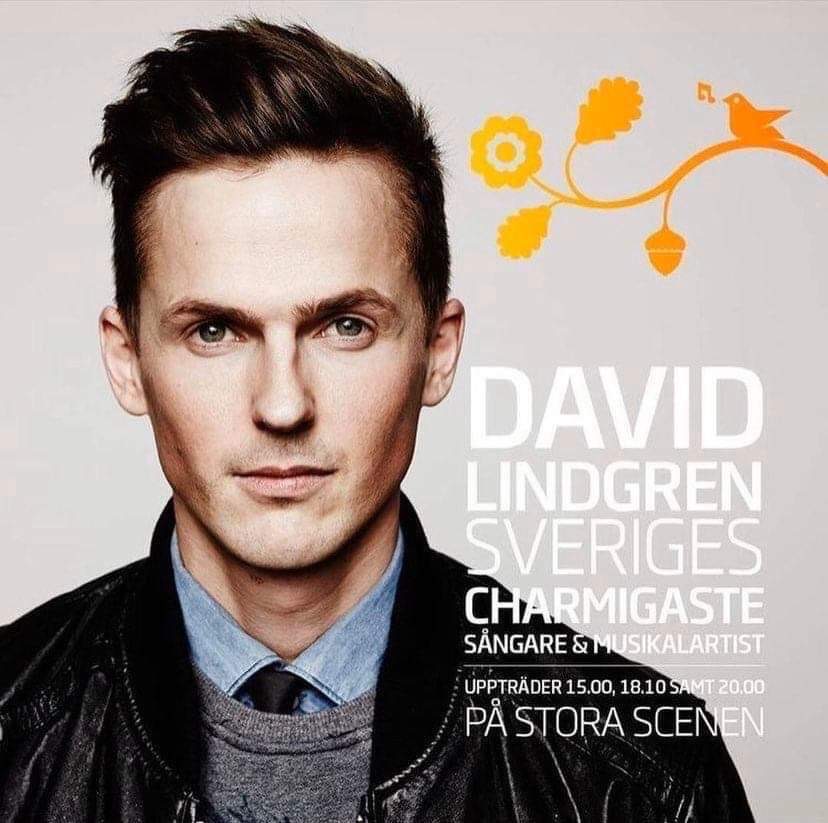 DAVID
LINDGREN
SVERIGES
CHARMIGASTE
SÅNGARE & MUSIKALARTIST
UPPTRÄDER 15.00, 18.10 SAMT 20.00
PÅ STORA SCENEN